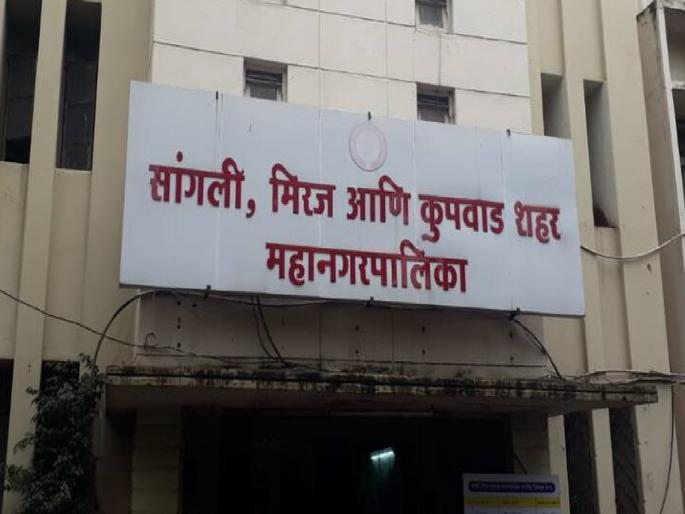 सांगली, मिरज आणि कुपवाड शहर
महानगरपालिका